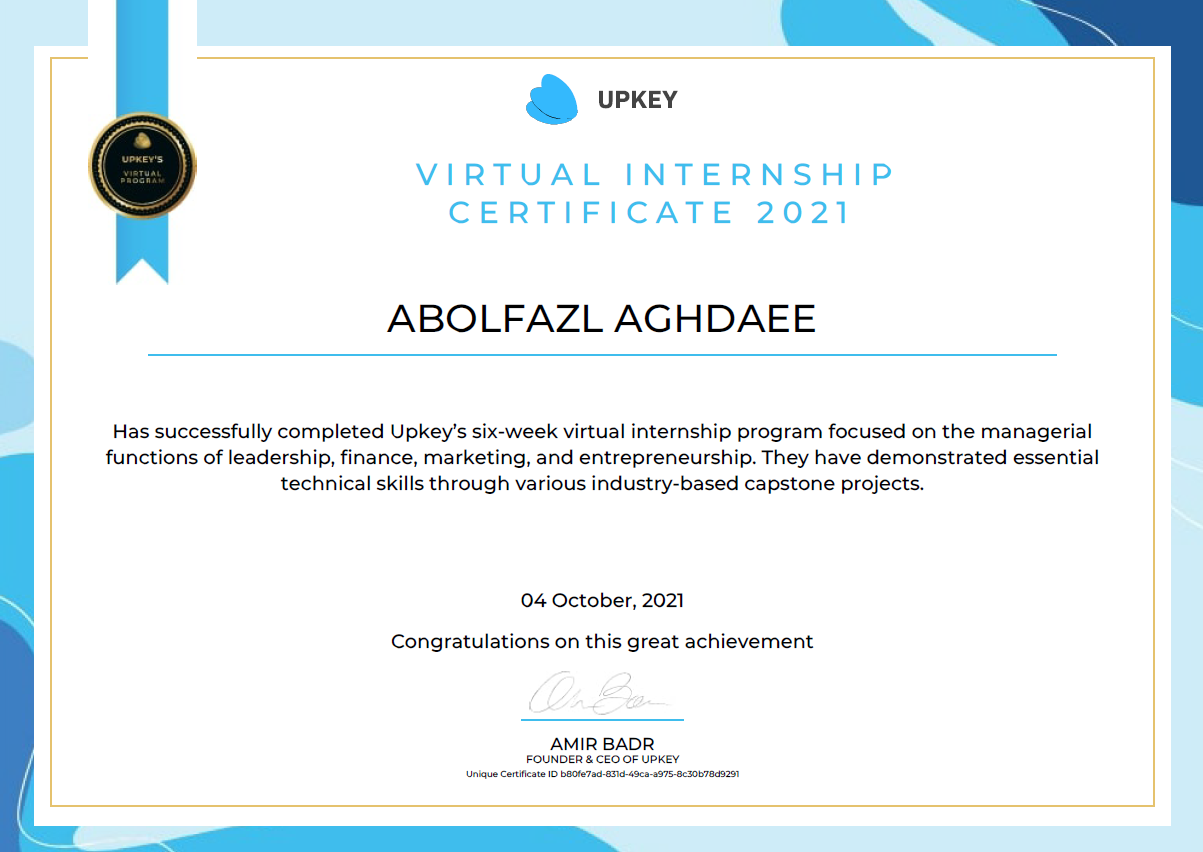 UPKEY
UPKEY'S
VIRTUAL
PROGRAM
VIRTUAL INTERNSHIP
CERTIFICATE 2021
ABOLFAZL AGHDAEE
Has successfully completed Upkey’s six-week virtual internship program focused on the managerial
functions of leadership, finance, marketing, and entrepreneurship. They have demonstrated essential
technical skills through various industry-based capstone projects.
04 October, 2021
Congratulations on this great achievement
AMIR BADR
FOUNDER & CEO OF UPKEY
Unique Certificate ID b80fe7ad-831d-49ca-a975-8c30b78d9291